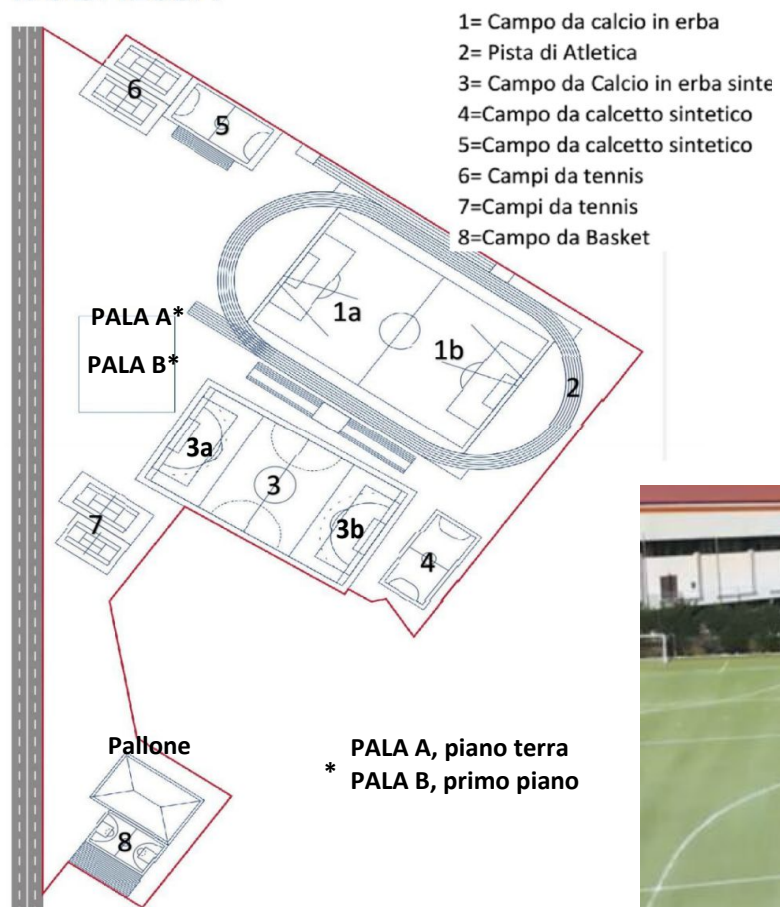 1= Campo da calcio in erba
2= Pista di Atletica
3= Campo da Calcio in erba sinte
4=Campo da calcetto sintetico
5=Campo da calcetto sintetico
6= Campi da tennis
7=Campi da tennis
8=Campo da Basket
6
5
1a
1b
2
PALA A*
PALA B*
3a
3
3b
4
7
Pallone
8
PALA A, piano terra
* PALA B, primo piano